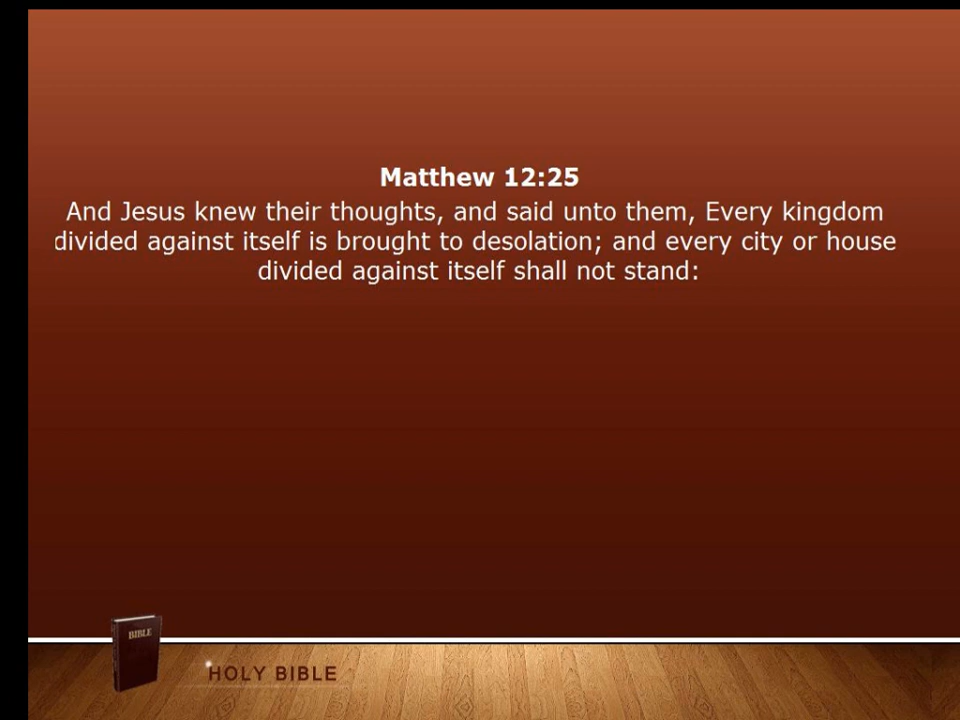 Matthew 12:25
And Jesus knew their thoughts, and said unto them, Every kingdom
divided against itself is brought to desolation; and every city or house
divided against itself shall not stand:
BIBLE
HOLY BIBLE